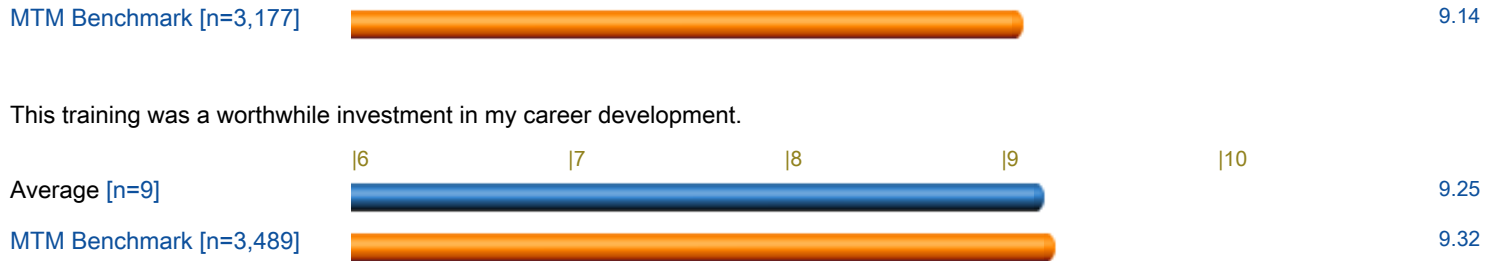 MTM Benchmark [n=3,177] 9.14
This training was a worthwhile investment in my career development.
|6 |7 |8 |9 |10
Average [n=9] 9.25
MTM Benchmark [n=3,489] 9.32